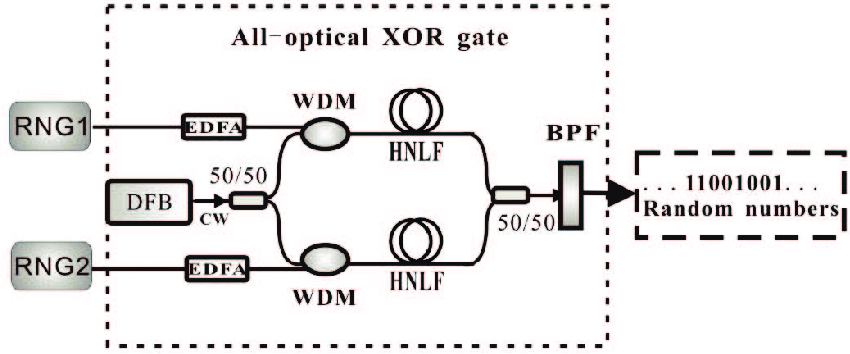 All-optical XOR gate
WDM
RNG1
EDFA
HNLF
BPF
50/50
DFB
CW
50/50
...11001001...
Random numbers
RNG2
EDFA
HNLF
WDM